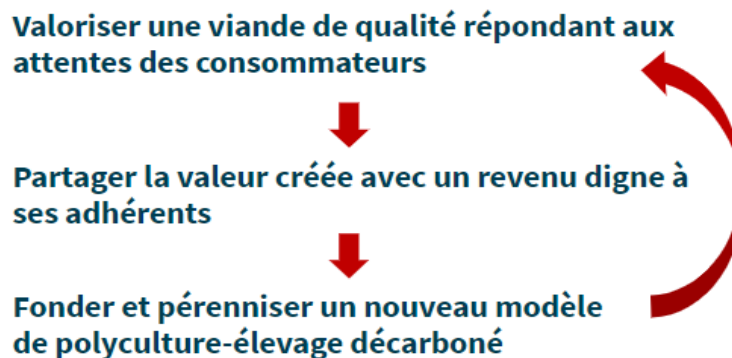 Valoriser une viande de qualité répondant aux
attentes des consommateurs
Partager la valeur créée avec un revenu digne à
ses adhérents
Fonder et pérenniser un nouveau modèle
de polyculture-élevage décarboné